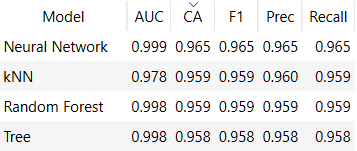 Model AUC CA F1 Prec Recall
Neural Network 0.999 0.965 0.965 0.965 0.965
kNN 0.978 0.959 0.959 0.960 0.959
Random Forest 0.998 0.959 0.959 0.959 0.959
Tree 0.998 0.958 0.958 0.958 0.958